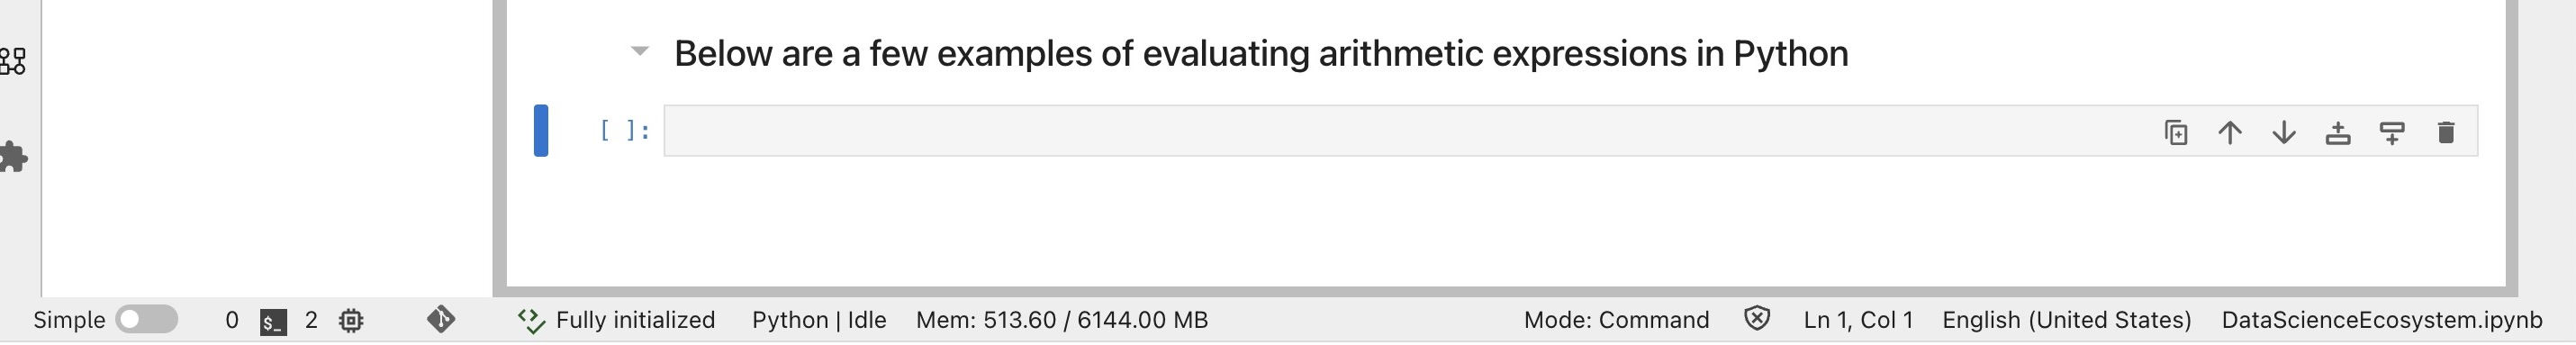 Below are a few examples of evaluating arithmetic expressions in Python
[ ]:
Simple 0 $_ 2 Fully initialized Python | Idle Mem: 513.60 / 6144.00 MB Mode: Command Ln 1, Col 1 English (United States) DataScienceEcosystem.ipynb